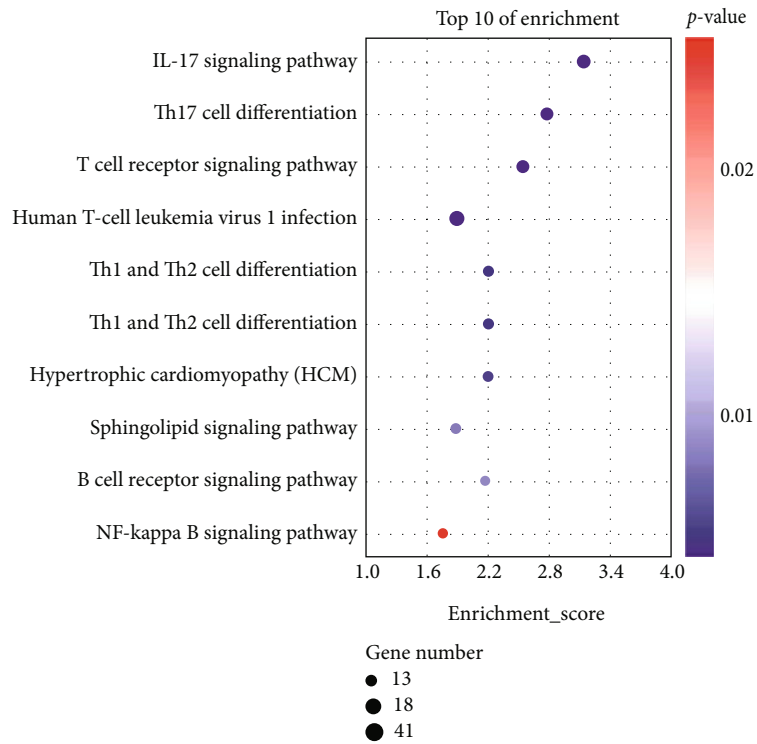 Top 10 of enrichment
p-value
IL-17 signaling pathway
Th17 cell differentiation
T cell receptor signaling pathway
Human T-cell leukemia virus 1 infection
Th1 and Th2 cell differentiation
Th1 and Th2 cell differentiation
Hypertrophic cardiomyopathy (HCM)
Sphingolipid signaling pathway
B cell receptor signaling pathway
NF-kappa B signaling pathway
0.02
0.01
1.0 1.6 2.2 2.8 3.4 4.0
Enrichment_score
Gene number
13
18
41